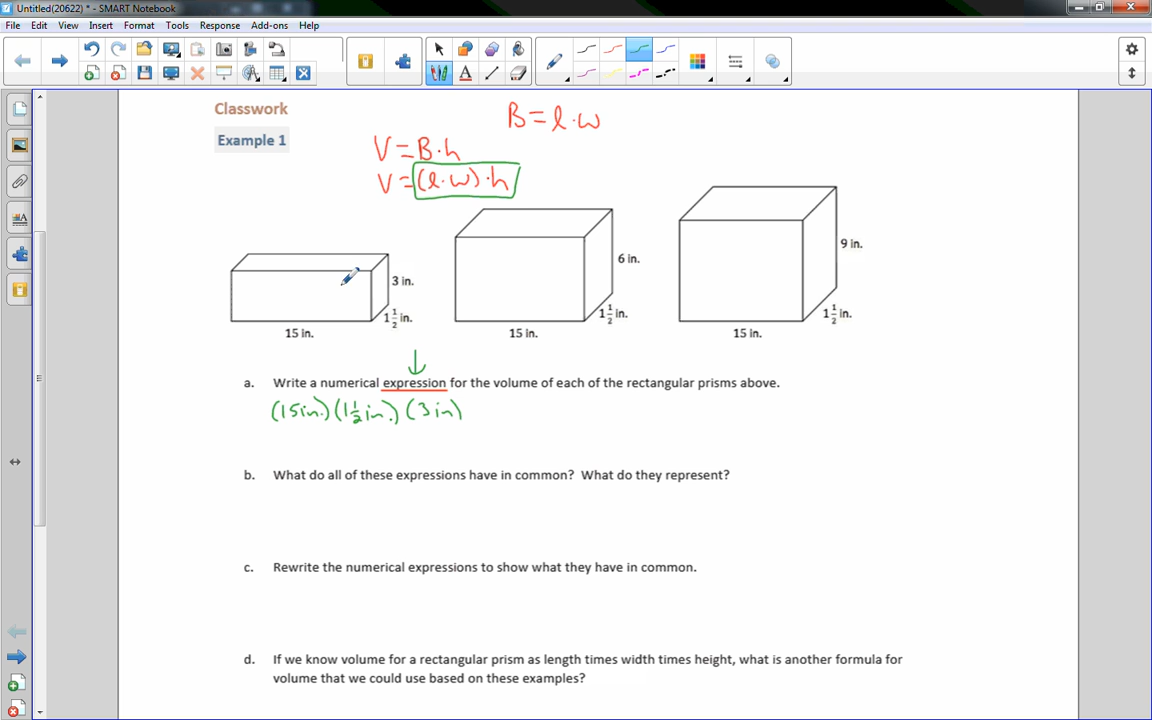 Untitled(20622) * - SMART Notebook
File Edit View Insert Format Tools Response Add-ons Help
Classwork
B = l · w
Example 1
V = B · h
V = (l · w) · h
3 in.
1 1/2 in.
15 in.
6 in.
1 1/2 in.
15 in.
9 in.
1 1/2 in.
15 in.
a. Write a numerical expression for the volume of each of the rectangular prisms above.
(15in.) (1 1/2 in.) (3 in)
b. What do all of these expressions have in common? What do they represent?
c. Rewrite the numerical expressions to show what they have in common.
d. If we know volume for a rectangular prism as length times width times height, what is another formula for
volume that we could use based on these examples?